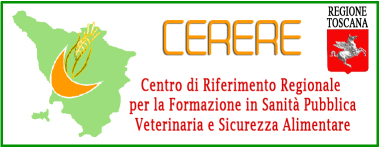 CERERE
REGIONE
TOSCANA
Centro di Riferimento Regionale
per la Formazione in Sanità Pubblica
Veterinaria e Sicurezza Alimentare